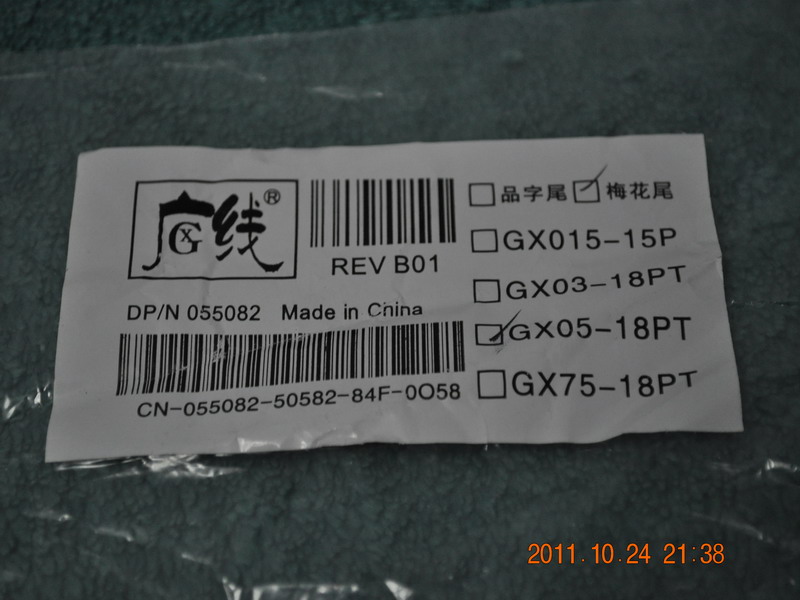 广线®
GX
REV B01
DP/N 055082 Made in China
CN-055082-50582-84F-0O58
品字尾 梅花尾
GX015-15P
GX03-18PT
GX05-18PT
GX75-18PT
2011.10.24 21:38